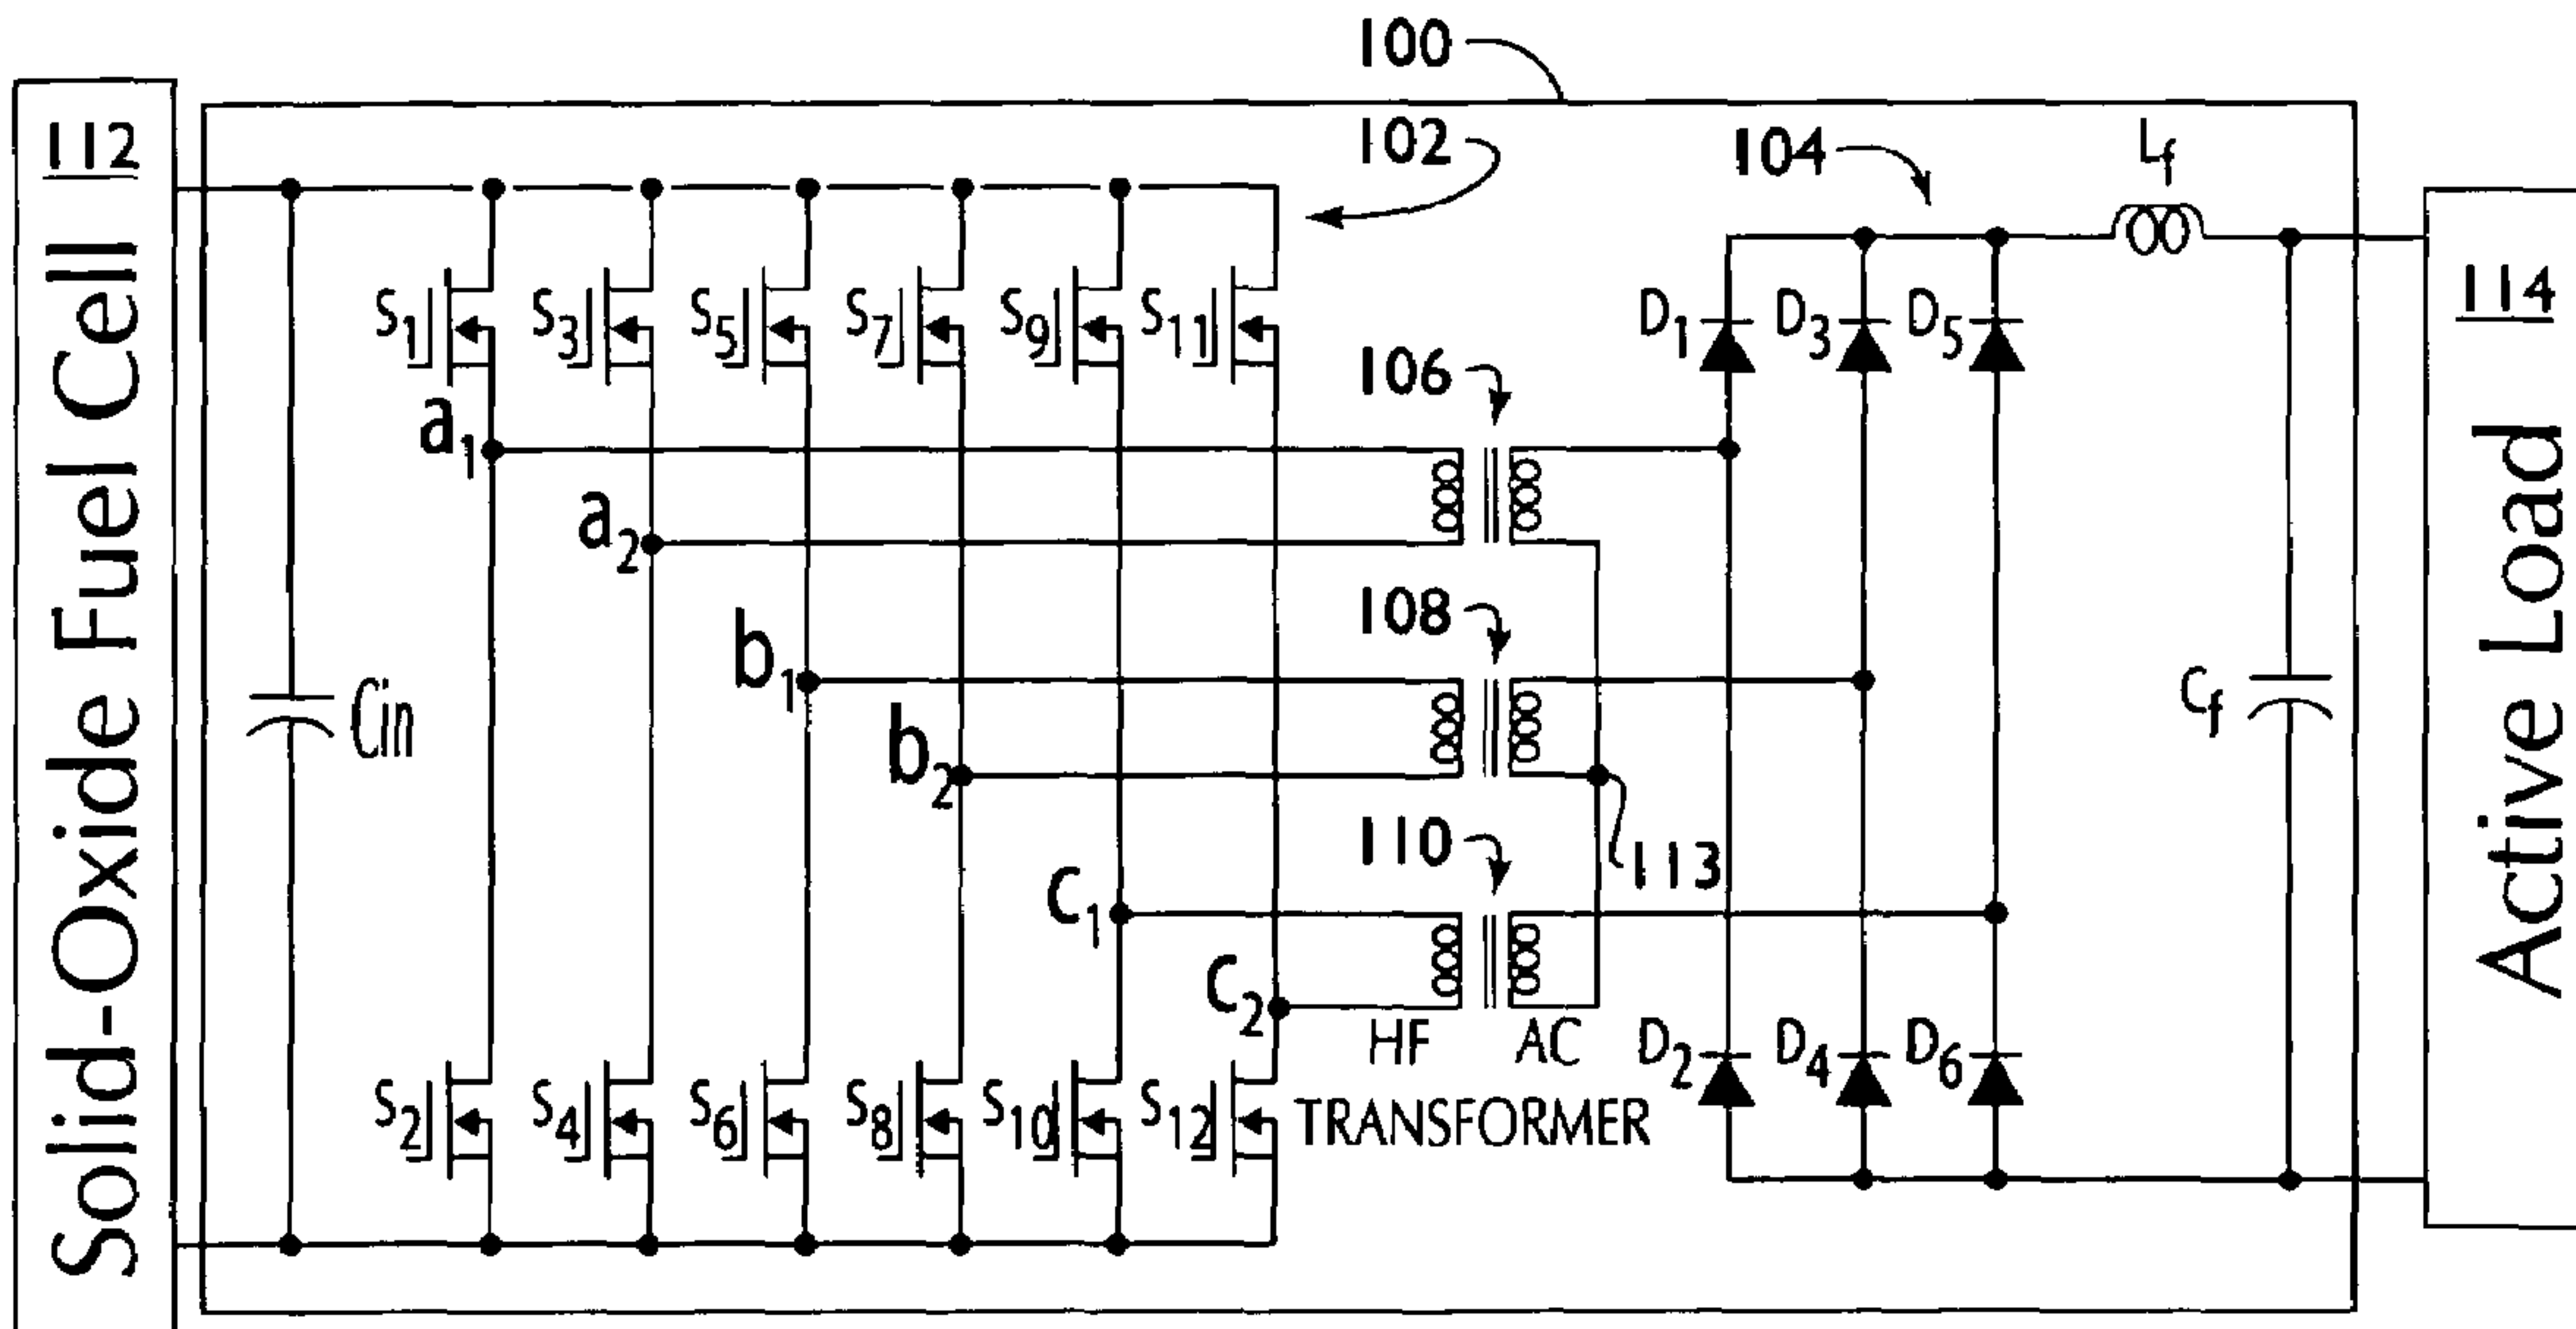 100
112
102
104
Lf
Solid-Oxide Fuel Cell
S1
S3
S5
S7
S9
S11
D1
D3
D5
114
Active Load
106
a1
a2
108
b1
b2
Cin
Cf
110
113
c1
c2
HF AC
TRANSFORMER
S2
S4
S6
S8
S10
S12
D2
D4
D6